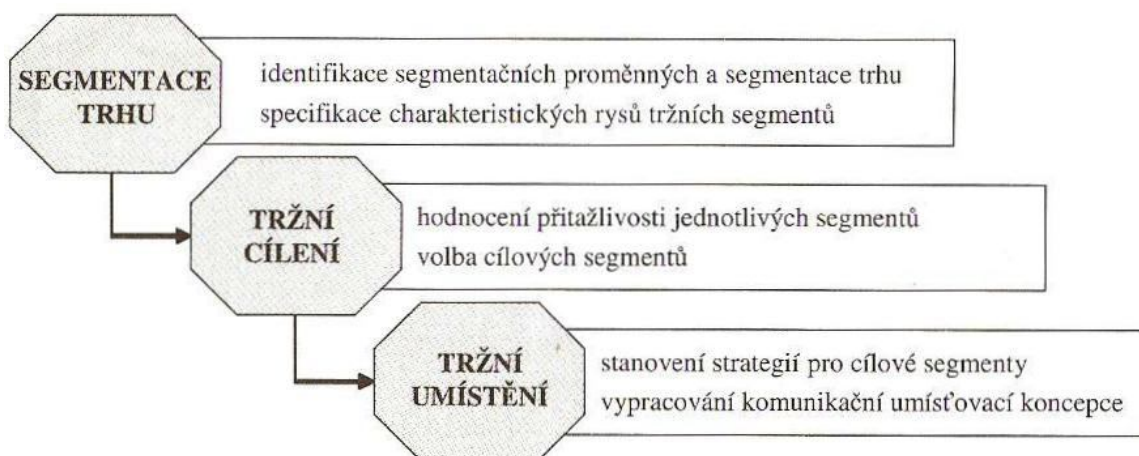 SEGMENTACE
TRHU
identifikace segmentačních proměnných a segmentace trhu
specifikace charakteristických rysů tržních segmentů
TRŽNÍ
CÍLENÍ
hodnocení přitažlivosti jednotlivých segmentů
volba cílových segmentů
TRŽNÍ
UMÍSTĚNÍ
stanovení strategií pro cílové segmenty
vypracování komunikační umísťovací koncepce